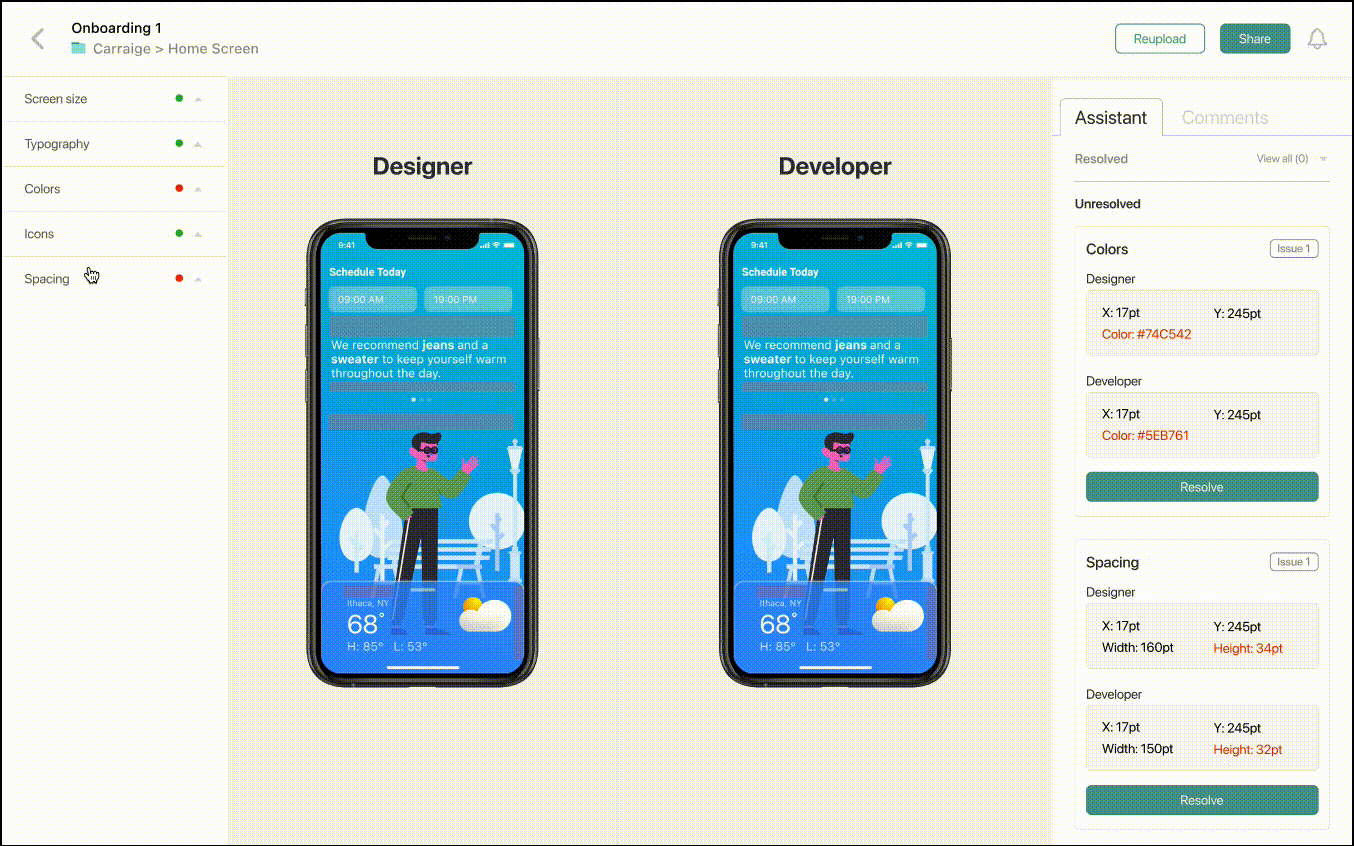 Onboarding 1
Carraige > Home Screen
Reupload
Share
Screen size
Typography
Colors
Icons
Spacing
Designer
9:41
Schedule Today
09:00 AM
19:00 PM
We recommend jeans and a
sweater to keep yourself warm
throughout the day.
Ithaca, NY
68°
H: 85° L: 53°
Developer
9:41
Schedule Today
09:00 AM
19:00 PM
We recommend jeans and a
sweater to keep yourself warm
throughout the day.
Ithaca, NY
68°
H: 85° L: 53°
Assistant
Comments
Resolved
View all (0)
Unresolved
Colors
Issue 1
Designer
X: 17pt
Y: 245pt
Color: #74C542
Developer
X: 17pt
Y: 245pt
Color: #5EB761
Resolve
Spacing
Issue 1
Designer
X: 17pt
Y: 245pt
Width: 160pt
Height: 34pt
Developer
X: 17pt
Y: 245pt
Width: 150pt
Height: 32pt
Resolve